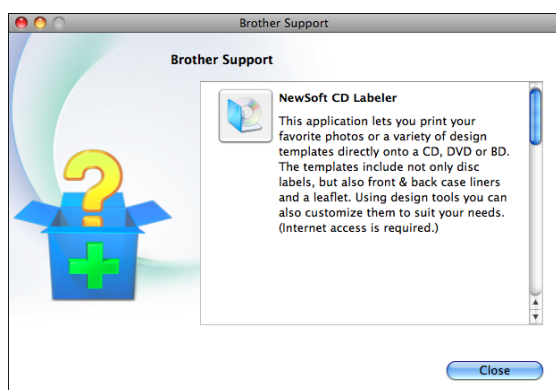 Brother Support
Brother Support
NewSoft CD Labeler
This application lets you print your
favorite photos or a variety of design
templates directly onto a CD, DVD or BD.
The templates include not only disc
labels, but also front & back case liners
and a leaflet. Using design tools you can
also customize them to suit your needs.
(Internet access is required.)
Close